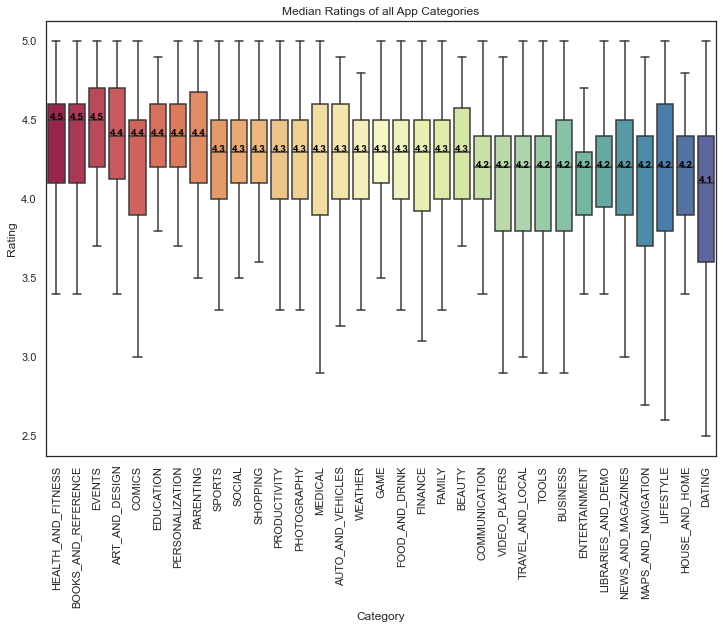 Median Ratings of all App Categories
5.0
4.5
4.0
3.5
3.0
2.5
Rating
4.5 4.5 4.5 4.4 4.4 4.4 4.4 4.4 4.3 4.3 4.3 4.3 4.3 4.3 4.3 4.3 4.3 4.3 4.3 4.3 4.3 4.2 4.2 4.2 4.2 4.2 4.2 4.2 4.2 4.2 4.2 4.2 4.1
HEALTH_AND_FITNESS
BOOKS_AND_REFERENCE
EVENTS
ART_AND_DESIGN
COMICS
EDUCATION
PERSONALIZATION
PARENTING
SPORTS
SOCIAL
SHOPPING
PRODUCTIVITY
PHOTOGRAPHY
MEDICAL
AUTO_AND_VEHICLES
WEATHER
GAME
FOOD_AND_DRINK
FINANCE
FAMILY
BEAUTY
COMMUNICATION
VIDEO_PLAYERS
TRAVEL_AND_LOCAL
TOOLS
BUSINESS
ENTERTAINMENT
LIBRARIES_AND_DEMO
NEWS_AND_MAGAZINES
MAPS_AND_NAVIGATION
LIFESTYLE
HOUSE_AND_HOME
DATING
Category